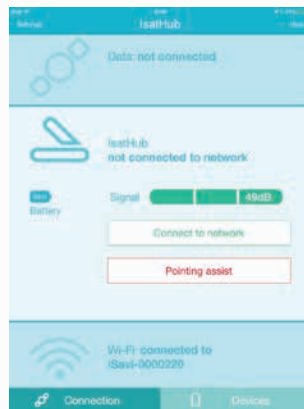 IsatHub
Data: not connected
IsatHub
not connected to network
Signal 49dB
Battery
Connect to network
Pointing assist
Wi-Fi: connected to
iSavi-0000220
Connection Devices